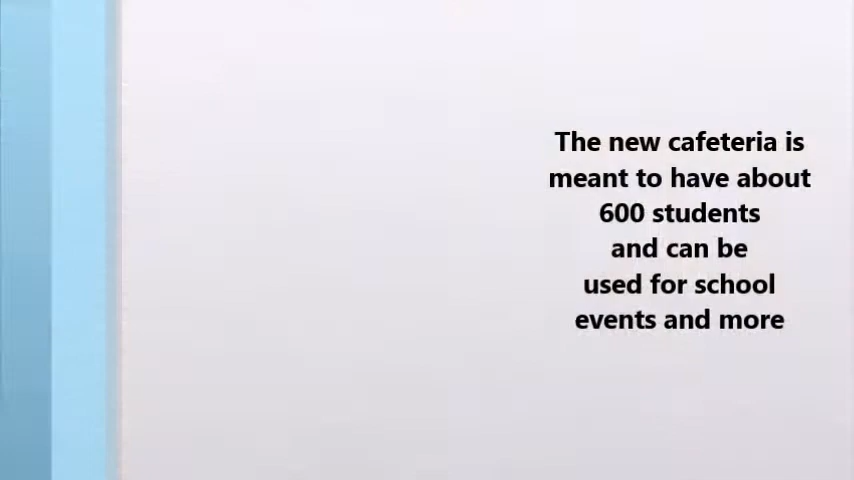 The new cafeteria is
meant to have about
600 students
and can be
used for school
events and more